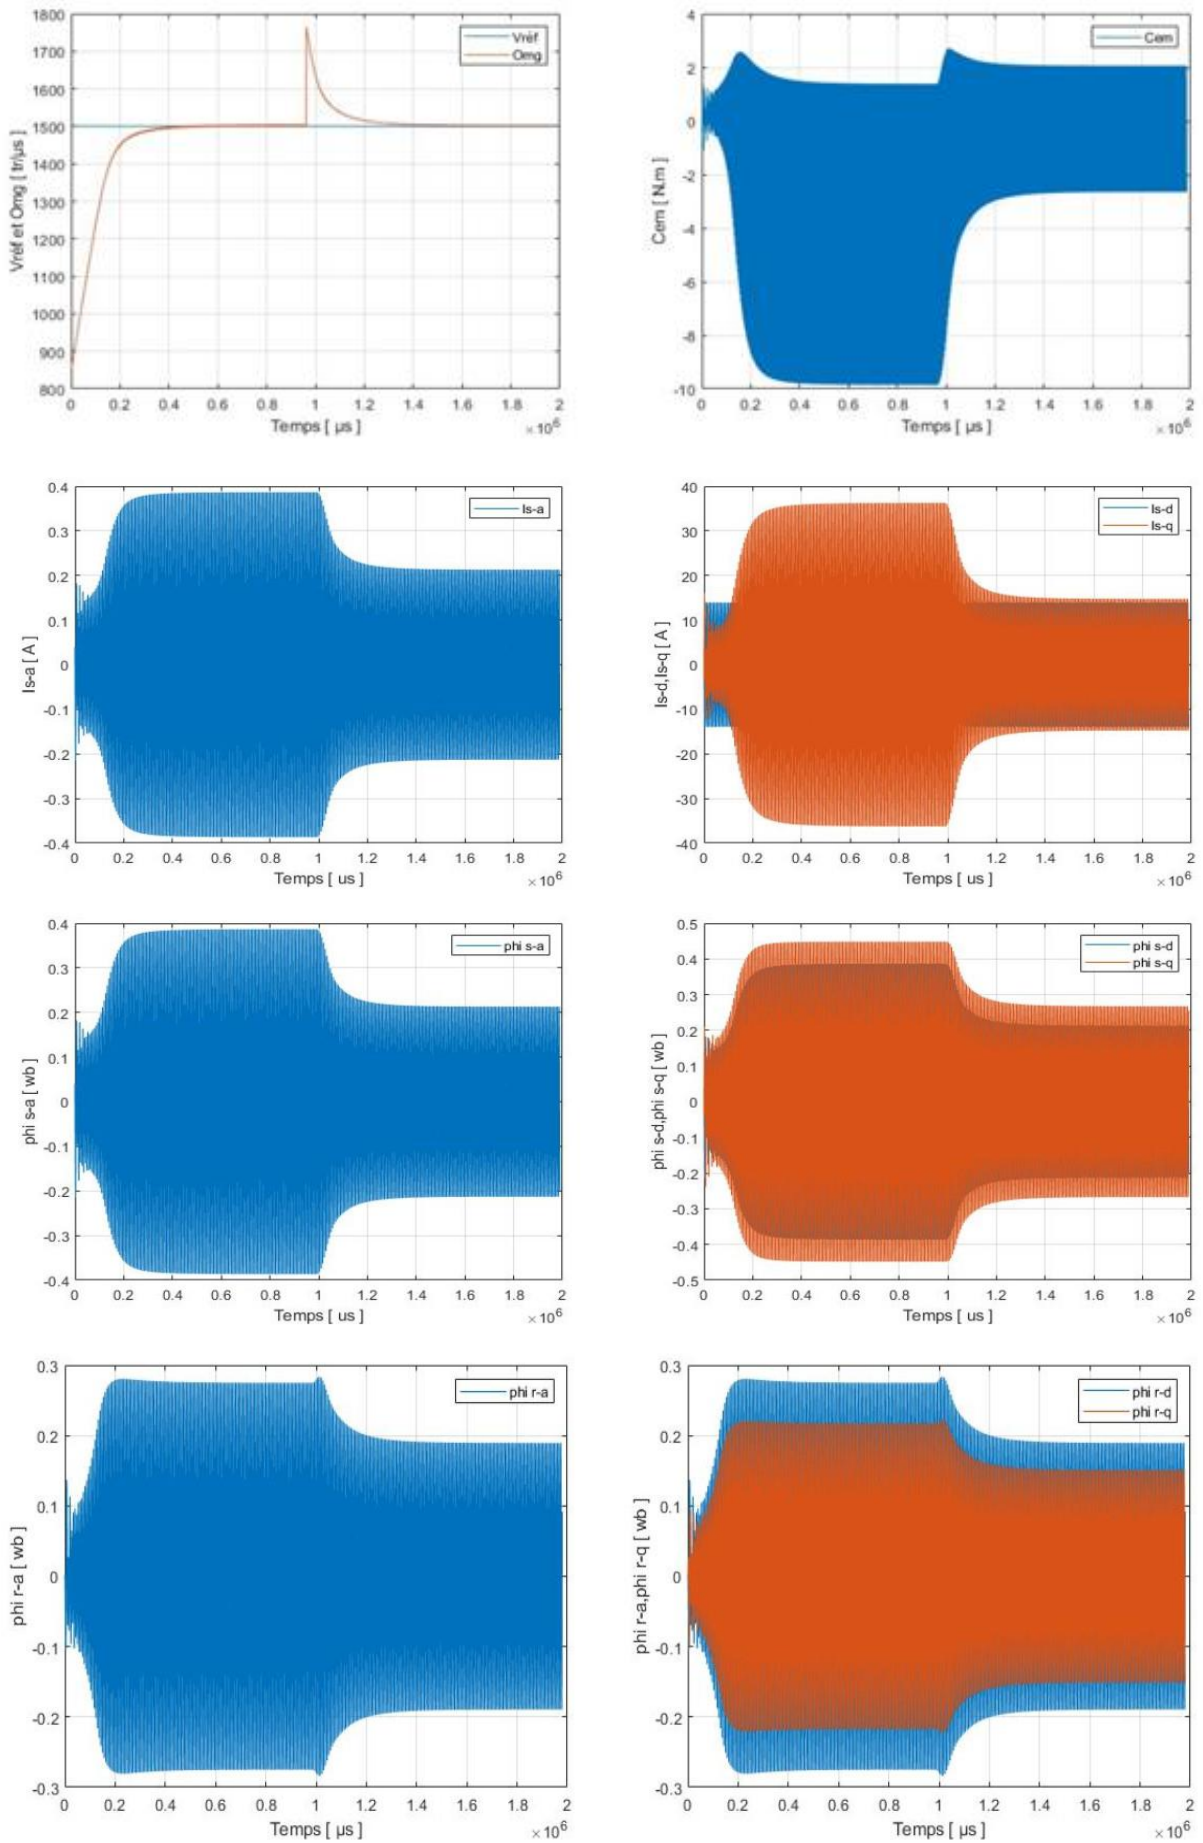 1800
1700
1600
1500
1400
1300
1200
1100
1000
900
800
Vréf et Omg [ tr/µs ]
Vréf
Omg
0 0.2 0.4 0.6 0.8 1 1.2 1.4 1.6 1.8 2
Temps [ µs ]
×10^6
4
2
0
-2
-4
-6
-8
-10
Cem [ N.m ]
Cem
0 0.2 0.4 0.6 0.8 1 1.2 1.4 1.6 1.8 2
Temps [ µs ]
×10^6
0.4
0.3
0.2
0.1
0
-0.1
-0.2
-0.3
-0.4
Is-a [ A ]
Is-a
0 0.2 0.4 0.6 0.8 1 1.2 1.4 1.6 1.8 2
Temps [ us ]
×10^6
40
30
20
10
0
-10
-20
-30
-40
Is-d,Is-q [ A ]
Is-d
Is-q
0 0.2 0.4 0.6 0.8 1 1.2 1.4 1.6 1.8 2
Temps [ us ]
×10^6
0.4
0.3
0.2
0.1
0
-0.1
-0.2
-0.3
-0.4
phi s-a [ wb ]
phi s-a
0 0.2 0.4 0.6 0.8 1 1.2 1.4 1.6 1.8 2
Temps [ us ]
×10^6
0.5
0.4
0.3
0.2
0.1
0
-0.1
-0.2
-0.3
-0.4
-0.5
phi s-d,phi s-q [ wb ]
phi s-d
phi s-q
0 0.2 0.4 0.6 0.8 1 1.2 1.4 1.6 1.8 2
Temps [ us ]
×10^6
0.3
0.2
0.1
0
-0.1
-0.2
-0.3
phi r-a [ wb ]
phi r-a
0 0.2 0.4 0.6 0.8 1 1.2 1.4 1.6 1.8 2
Temps [ µs ]
×10^6
0.3
0.2
0.1
0
-0.1
-0.2
-0.3
phi r-a,phi r-q [ wb ]
phi r-d
phi r-q
0 0.2 0.4 0.6 0.8 1 1.2 1.4 1.6 1.8 2
Temps [ µs ]
×10^6